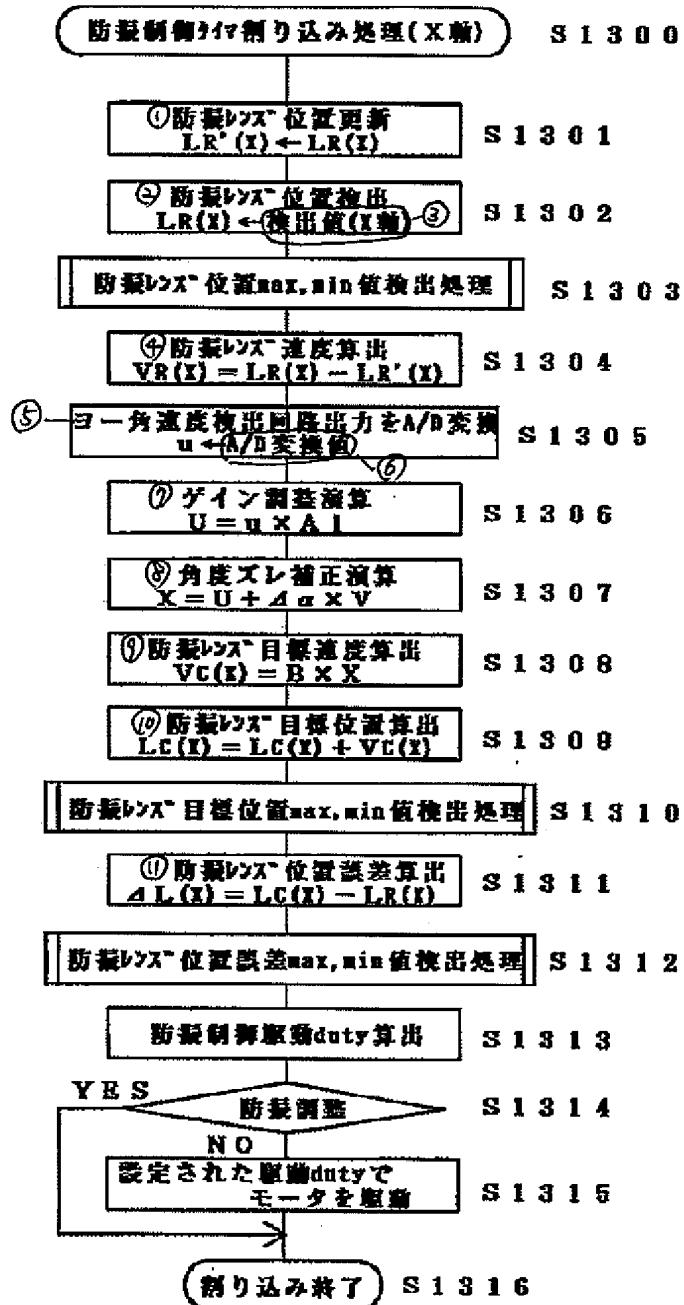 防振制御タイマ割り込み処理(X軸) S1300
①防振レンズ位置更新
LR'(X)←LR(X) S1301
②防振レンズ位置検出
LR(X)←検出値(X軸)③ S1302
防振レンズ位置max,min値検出処理 S1303
④防振レンズ速度算出
VR(X)=LR(X)-LR'(X) S1304
⑤ヨー角速度検出回路出力をA/D変換
u←A/D変換値 S1305
⑥
⑦ゲイン調整演算
U=u×A1 S1306
⑧角度ズレ補正演算
X=U+Δα×V S1307
⑨防振レンズ目標速度算出
VC(X)=B×X S1308
⑩防振レンズ目標位置算出
LC(X)=LC(X)+VC(X) S1309
防振レンズ目標位置max,min値検出処理 S1310
⑪防振レンズ位置誤差算出
ΔL(X)=LC(X)-LR(X) S1311
防振レンズ位置誤差max,min値検出処理 S1312
防振制御駆動duty算出 S1313
YES
防振調整 S1314
NO
設定された駆動dutyで
モータを駆動 S1315
割り込み終了 S1316